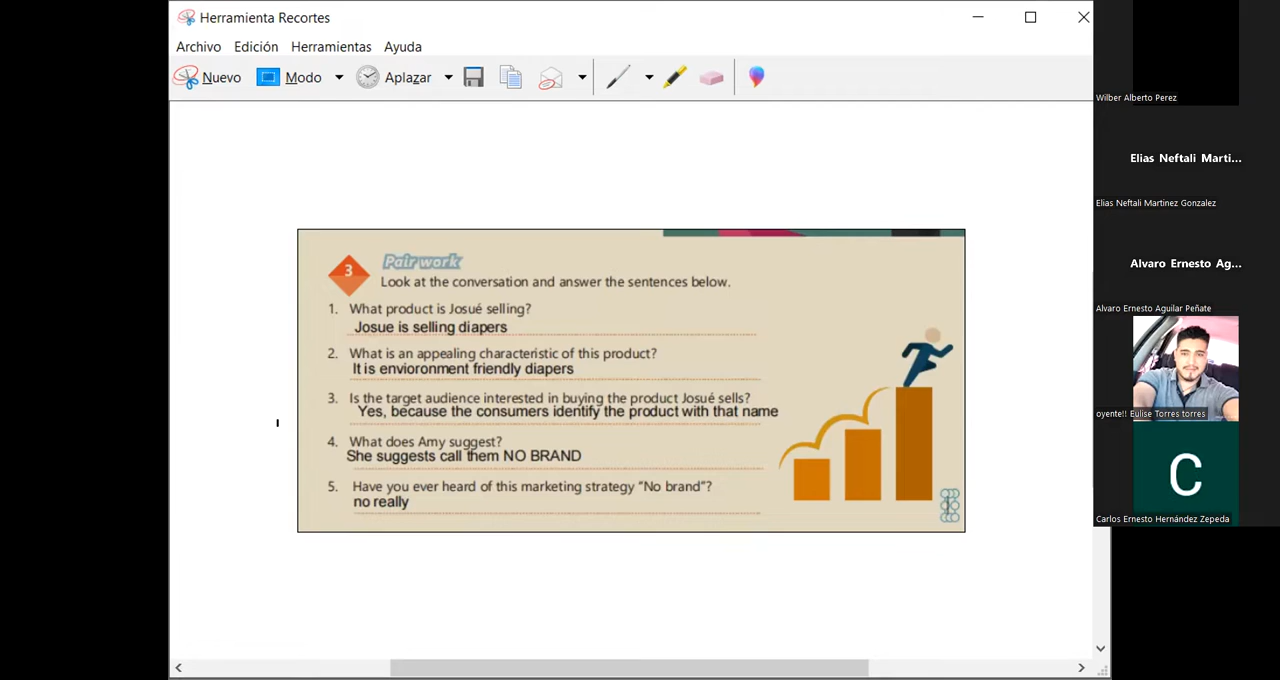 Herramienta Recortes
Archivo Edición Herramientas Ayuda
Nuevo Modo Aplazar
3
Pair work
Look at the conversation and answer the sentences below.
1. What product is Josué selling?
Josue is selling diapers
2. What is an appealing characteristic of this product?
It is envioronment friendly diapers
3. Is the target audience interested in buying the product Josué sells?
Yes, because the consumers identify the product with that name
4. What does Amy suggest?
She suggests call them NO BRAND
5. Have you ever heard of this marketing strategy “No brand”?
no really
Wilber Alberto Perez
Elias Neftali Marti...
Elias Neftali Martinez Gonzalez
Alvaro Ernesto Ag...
Alvaro Ernesto Aguilar Peñate
oyente!! Eulise Torres torres
C
Carlos Ernesto Hernández Zepeda